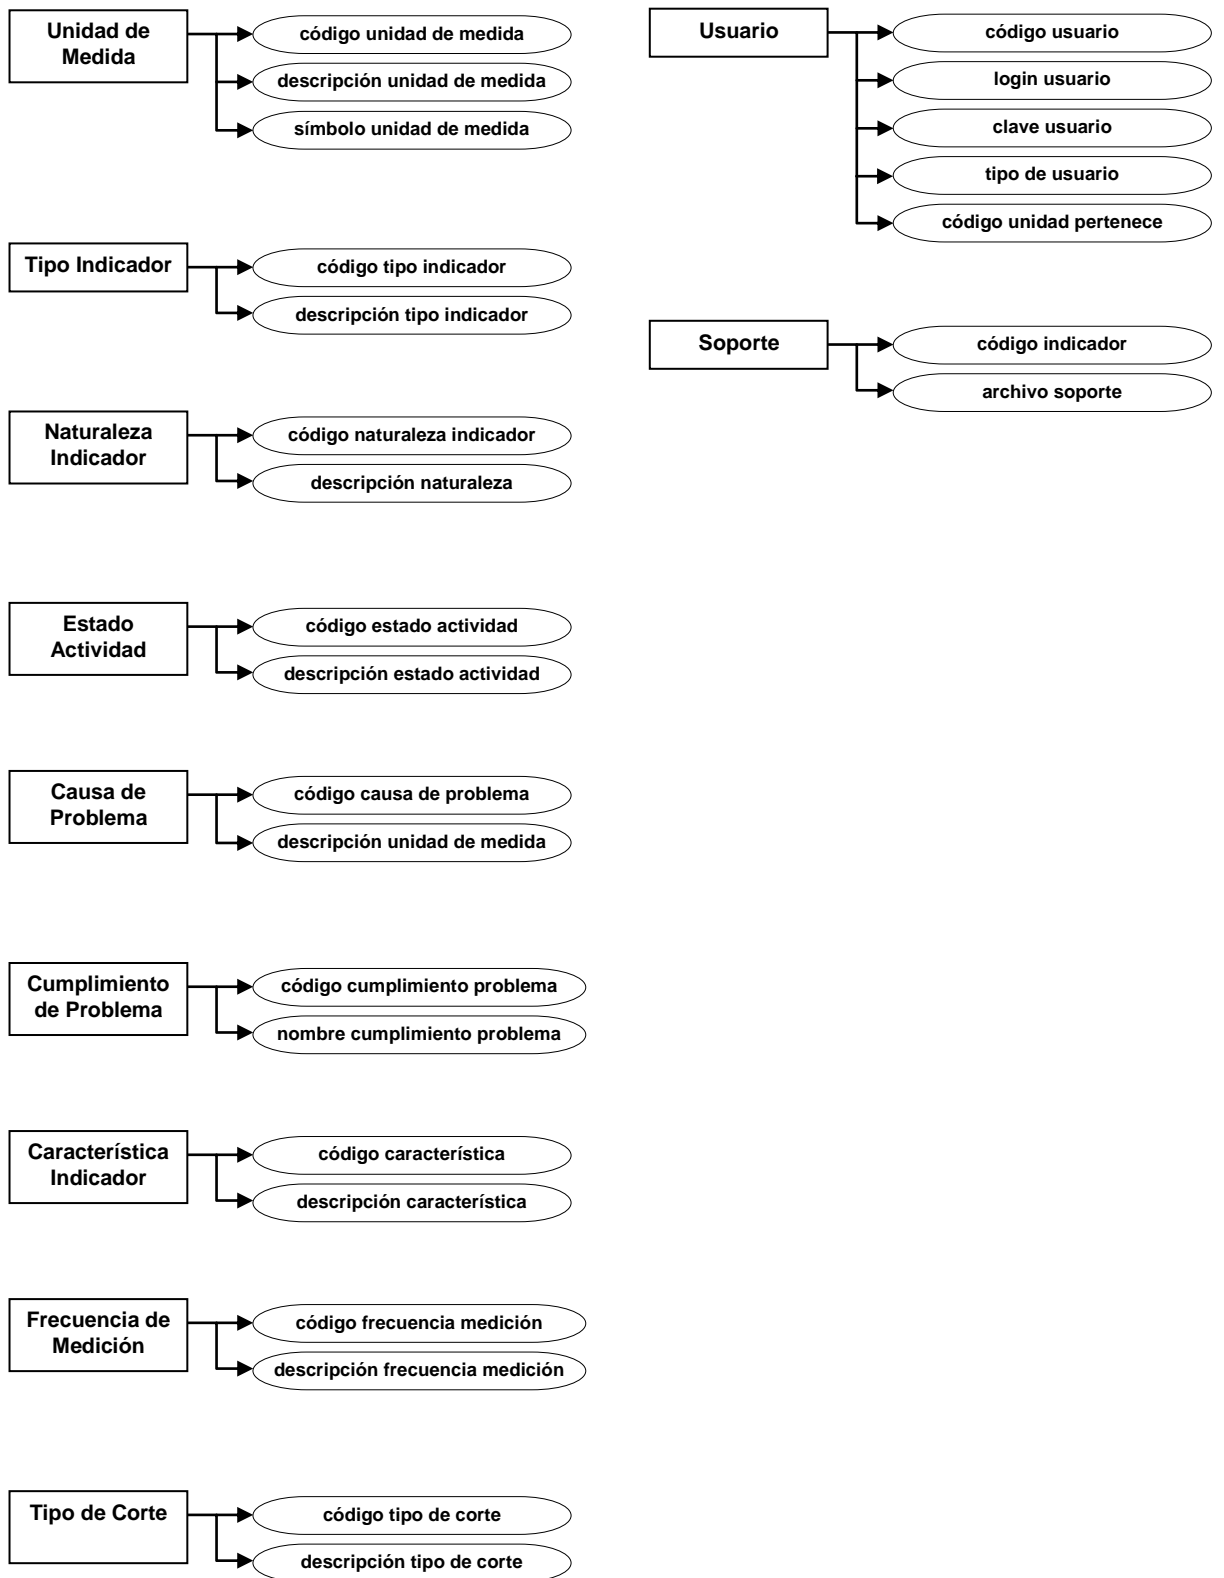 Unidad de
Medida
código unidad de medida
descripción unidad de medida
símbolo unidad de medida
Tipo Indicador
código tipo indicador
descripción tipo indicador
Naturaleza
Indicador
código naturaleza indicador
descripción naturaleza
Estado
Actividad
código estado actividad
descripción estado actividad
Causa de
Problema
código causa de problema
descripción unidad de medida
Cumplimiento
de Problema
código cumplimiento problema
nombre cumplimiento problema
Característica
Indicador
código característica
descripción característica
Frecuencia de
Medición
código frecuencia medición
descripción frecuencia medición
Tipo de Corte
código tipo de corte
descripción tipo de corte
Usuario
código usuario
login usuario
clave usuario
tipo de usuario
código unidad pertenece
Soporte
código indicador
archivo soporte